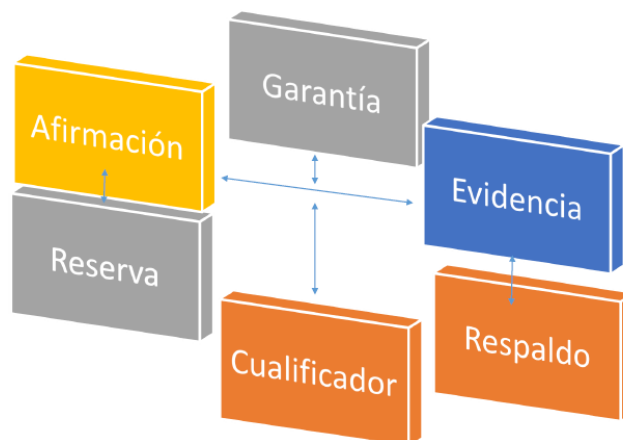 Garantía
Afirmación
Evidencia
Reserva
Cualificador
Respaldo